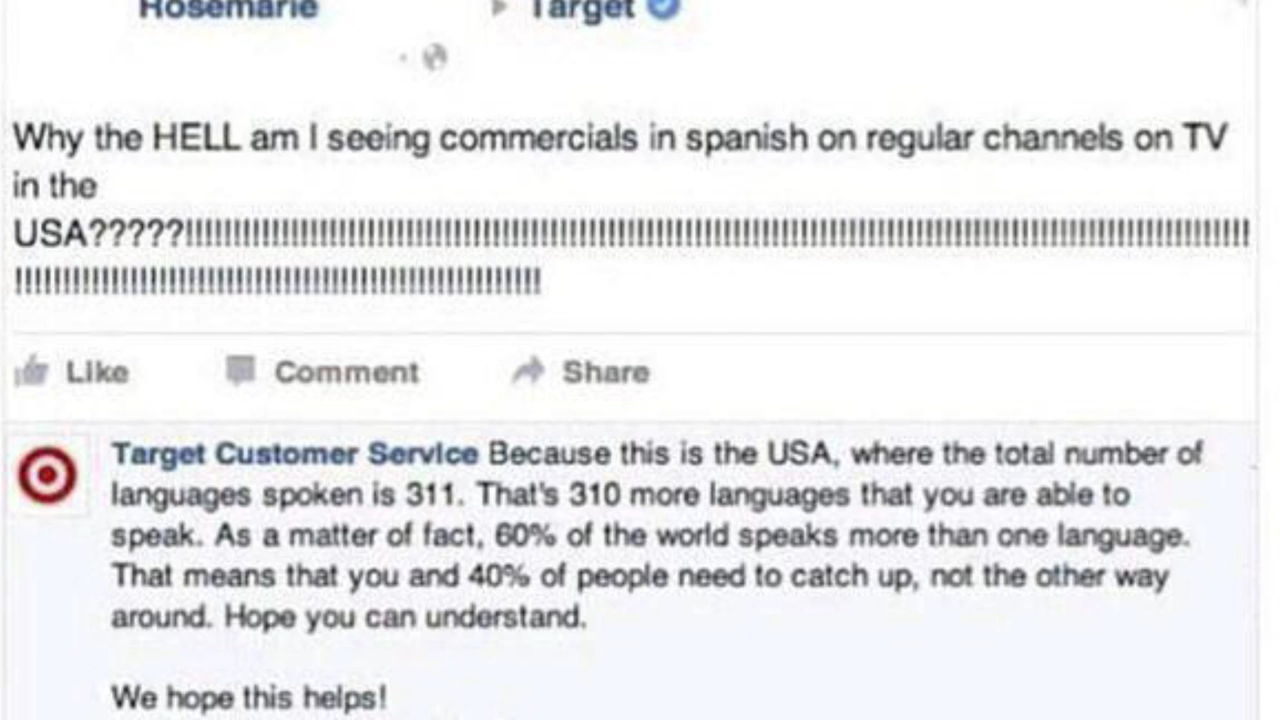 Rosemarie Target
Why the HELL am I seeing commercials in spanish on regular channels on TV
in the
USA?????!!!!!!!!!!!!!!!!!!!!!!!!!!!!!!!!!!!!!!!!!!!!!!!!!!!!!!!!!!!!!!!!!!!!!!!!!!!!!!!!!!!!!!!!!!!!!!!!!!!!!!!!!!!!!!!!
!!!!!!!!!!!!!!!!!!!!!!!!!!!!!!!!!!!!!!!!!!!!!!!!!!!!!!!
Like Comment Share
Target Customer Service Because this is the USA, where the total number of
languages spoken is 311. That's 310 more languages that you are able to
speak. As a matter of fact, 60% of the world speaks more than one language.
That means that you and 40% of people need to catch up, not the other way
around. Hope you can understand.
We hope this helps!